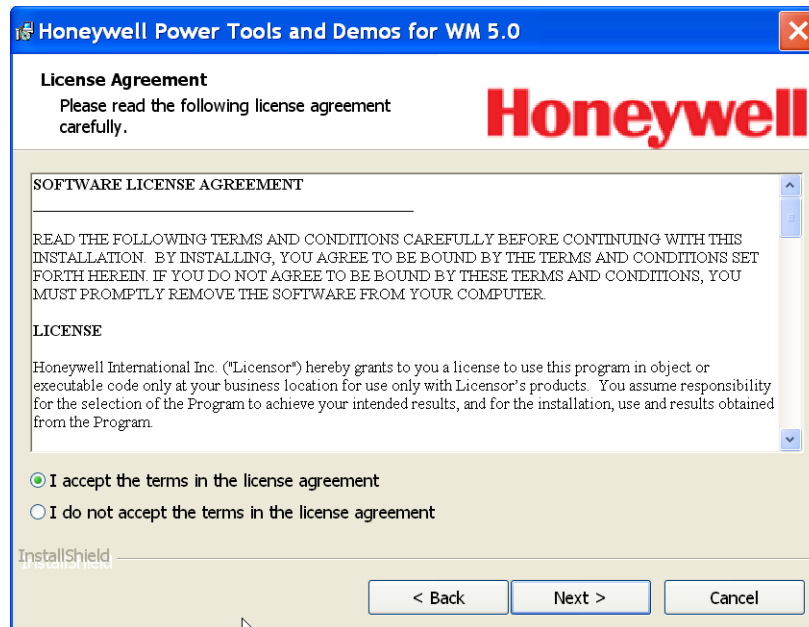 Honeywell Power Tools and Demos for WM 5.0
License Agreement
Please read the following license agreement
carefully.
Honeywell
SOFTWARE LICENSE AGREEMENT
READ THE FOLLOWING TERMS AND CONDITIONS CAREFULLY BEFORE CONTINUING WITH THIS
INSTALLATION. BY INSTALLING, YOU AGREE TO BE BOUND BY THE TERMS AND CONDITIONS SET
FORTH HEREIN. IF YOU DO NOT AGREE TO BE BOUND BY THESE TERMS AND CONDITIONS, YOU
MUST PROMPTLY REMOVE THE SOFTWARE FROM YOUR COMPUTER.
LICENSE
Honeywell International Inc. ("Licensor") hereby grants to you a license to use this program in object or
executable code only at your business location for use only with Licensor's products. You assume responsibility
for the selection of the Program to achieve your intended results, and for the installation, use and results obtained
from the Program.
I accept the terms in the license agreement
I do not accept the terms in the license agreement
InstallShield
< Back
Next >
Cancel